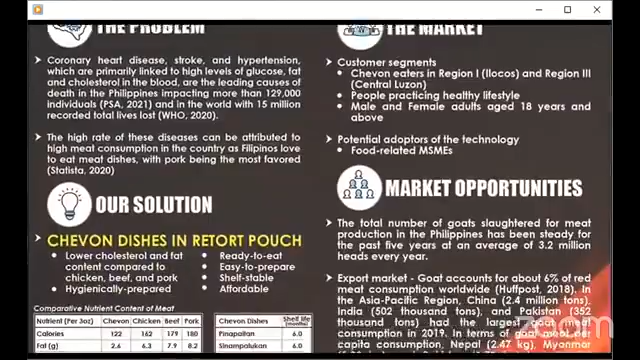 THE PROBLEM
Coronary heart disease, stroke, and hypertension,
which are primarily linked to high levels of glucose, fat
and cholesterol in the blood, are the leading causes of
death in the Philippines impacting more than 129,000
individuals (PSA, 2021) and in the world with 15 million
recorded total lives lost (WHO, 2020).
The high rate of these diseases can be attributed to
high meat consumption in the country as Filipinos love
to eat meat dishes, with pork being the most favored
(Statista, 2020)
OUR SOLUTION
CHEVON DISHES IN RETORT POUCH
• Lower cholesterol and fat
content compared to
chicken, beef, and pork
• Hygienically-prepared
• Ready-to-eat
• Easy-to-prepare
• Shelf-stable
• Affordable
Comparative Nutrient Content of Meat
Nutrient (Per 3oz) Chevon Chicken Beef Pork
Calories 122 162 179 180
Fat (g) 2.6 6.3 7.9 8.2
Chevon Dishes Shelf life (months)
Pinapaitan 6.0
Sinampalukan 6.0
THE MARKET
Customer segments
• Chevon eaters in Region I (Ilocos) and Region III
(Central Luzon)
• People practicing healthy lifestyle
• Male and Female adults aged 18 years and
above
Potential adoptors of the technology
• Food-related MSMEs
MARKET OPPORTUNITIES
The total number of goats slaughtered for meat
production in the Philippines has been steady for
the past five years at an average of 3.2 million
heads every year.
Export market - Goat accounts for about 6% of red
meat consumption worldwide (Huffpost, 2018). In
the Asia-Pacific Region, China (2.4 million tons),
India (502 thousand tons), and Pakistan (352
thousand tons) had the largest goat meat
consumption in 2019. In terms of goat meat per
capita consumption, Nepal (2.47 kg), Myanmar
zoom